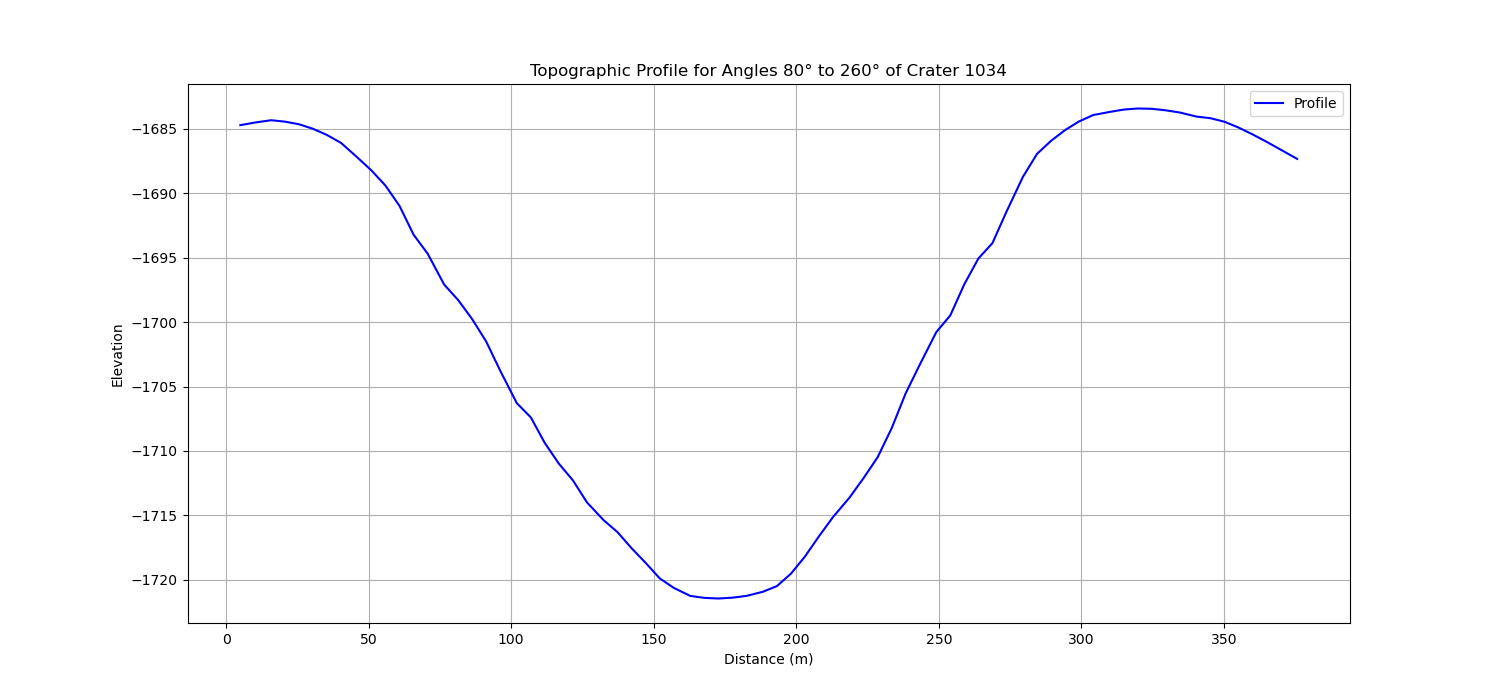 Topographic Profile for Angles 80° to 260° of Crater 1034
Profile
−1685
−1690
−1695
−1700
−1705
−1710
−1715
−1720
Elevation
0 50 100 150 200 250 300 350
Distance (m)